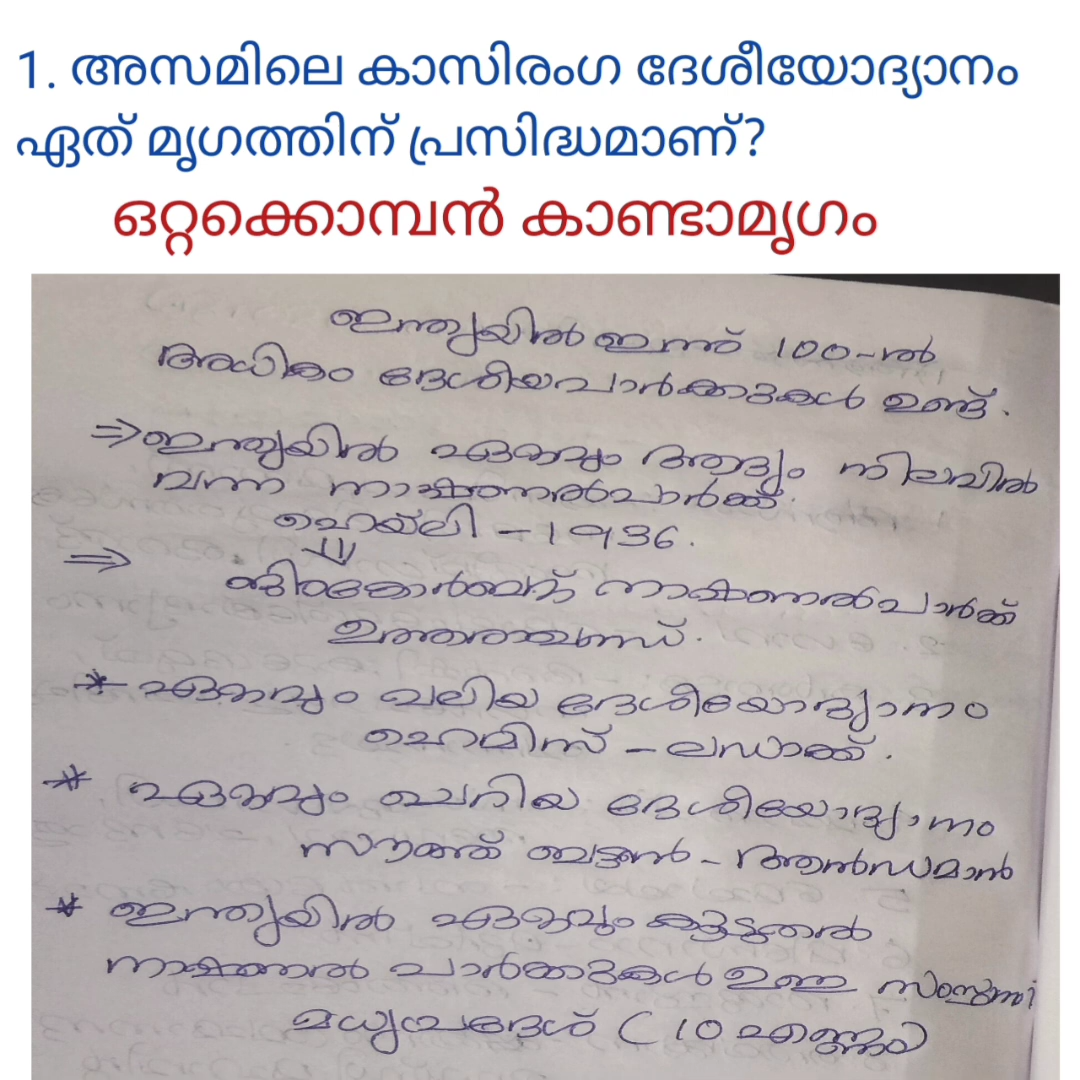 1. അസമിലെ കാസിരംഗ ദേശീയോദ്യാനം
ഏത് മൃഗത്തിന് പ്രസിദ്ധമാണ്?
ഒറ്റക്കൊമ്പൻ കാണ്ടാമൃഗം
ഇന്ത്യയിൽ ഇന്ന് 100-ൽ
അധികം ദേശീയപാർക്കുകൾ ഉണ്ട്.
⇒ ഇന്ത്യയിൽ ഏറ്റവും ആദ്യം നിലവിൽ
വന്ന നാഷണൽപാർക്ക്.
ഹെയ്ലി - 1936.
⇒ ജിംകോർബറ്റ് നാഷണൽപാർക്ക്
ഉത്തരാഖണ്ഡ്.
* ഏറ്റവും വലിയ ദേശീയോദ്യാനം
ഹെമിസ് - ലഡാക്ക്.
* ഏറ്റവും ചെറിയ ദേശീയോദ്യാനം
സൗത്ത് ബട്ടൺ - ആൻഡമാൻ
* ഇന്ത്യയിൽ ഏറ്റവും കൂടുതൽ
നാഷണൽ പാർക്കുകൾ ഉള്ള
മധ്യപ്രദേശ് (10 എണ്ണം)